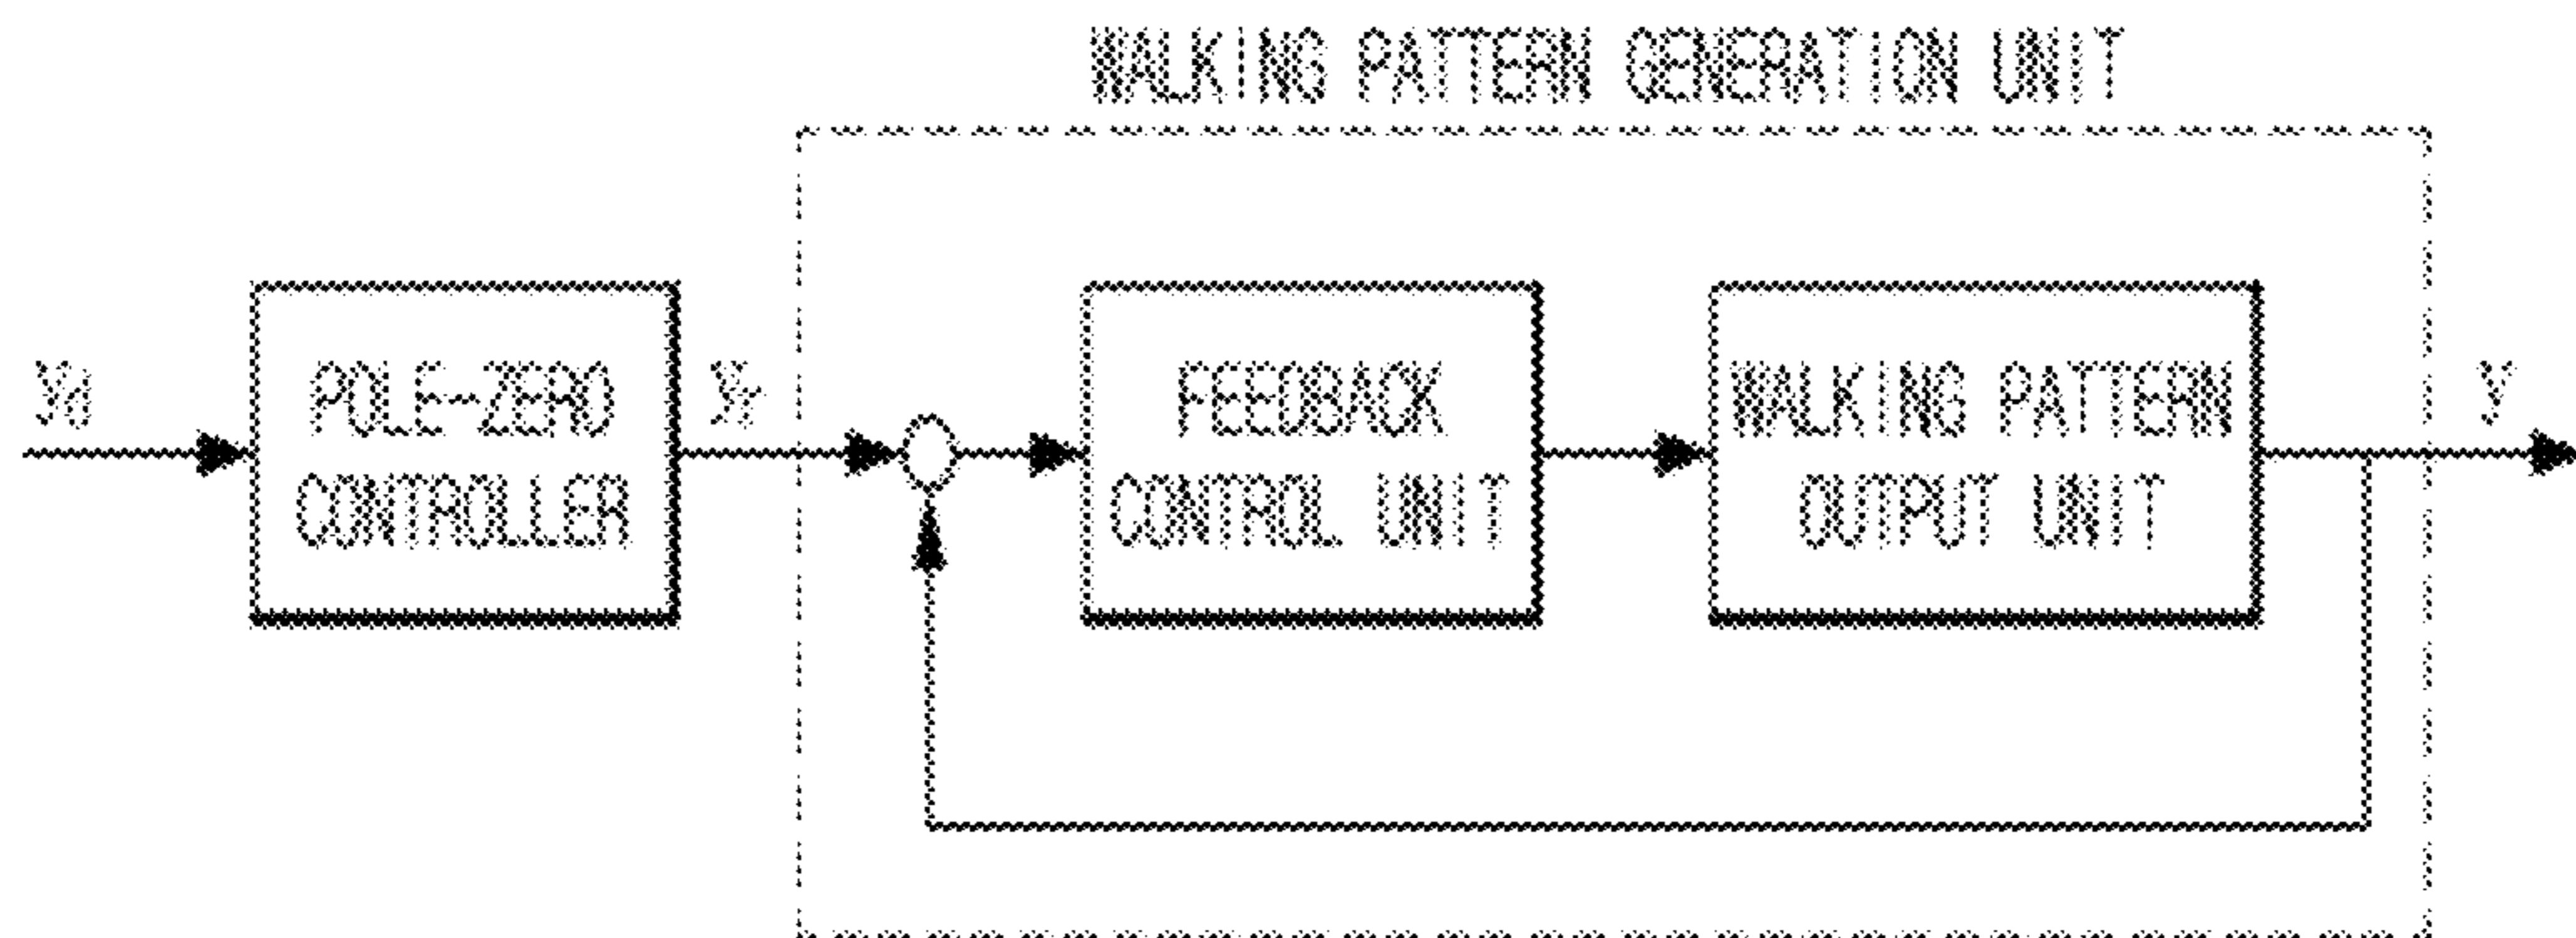 WALKING PATTERN GENERATION UNIT
yd
POLE-ZERO
CONTROLLER
yr
FEEDBACK
CONTROL UNIT
WALKING PATTERN
OUTPUT UNIT
y